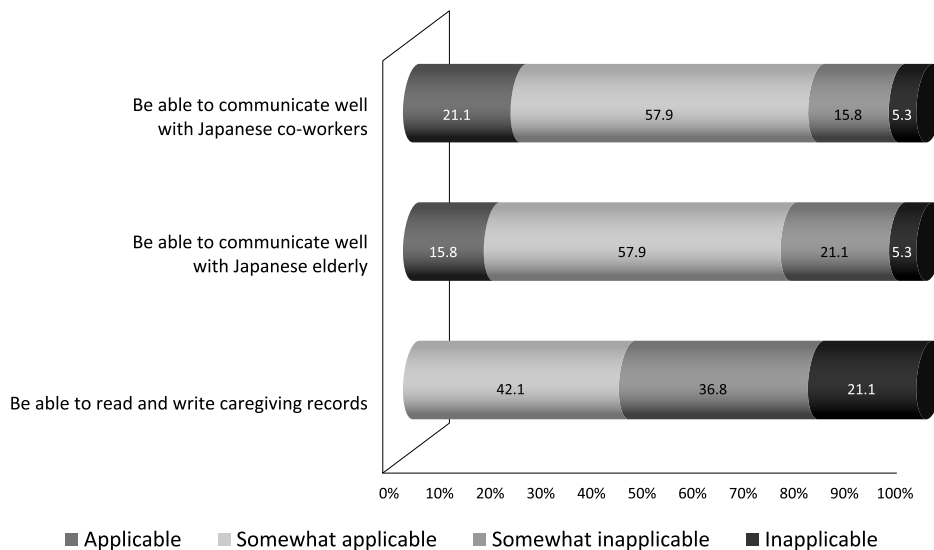 Be able to communicate well
with Japanese co-workers
21.1 57.9 15.8 5.3
Be able to communicate well
with Japanese elderly
15.8 57.9 21.1 5.3
Be able to read and write caregiving records
42.1 36.8 21.1
0% 10% 20% 30% 40% 50% 60% 70% 80% 90% 100%
Applicable Somewhat applicable Somewhat inapplicable Inapplicable